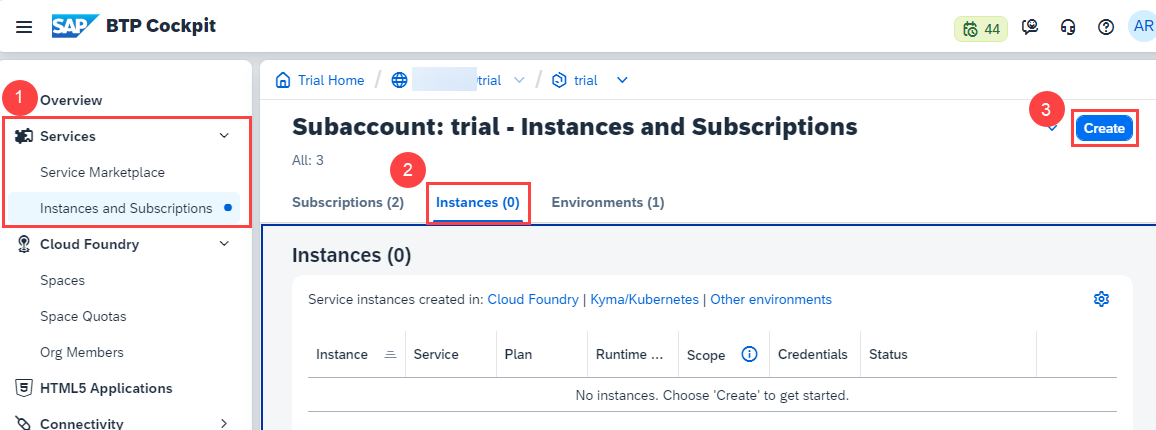 SAP BTP Cockpit
44
AR
1
Overview
Services
Service Marketplace
Instances and Subscriptions
Cloud Foundry
Spaces
Space Quotas
Org Members
HTML5 Applications
Connectivity
Trial Home / trial / trial
Subaccount: trial - Instances and Subscriptions
3
Create
All: 3
2
Subscriptions (2) Instances (0) Environments (1)
Instances (0)
Service instances created in: Cloud Foundry | Kyma/Kubernetes | Other environments
Instance Service Plan Runtime ... Scope Credentials Status
No instances. Choose 'Create' to get started.